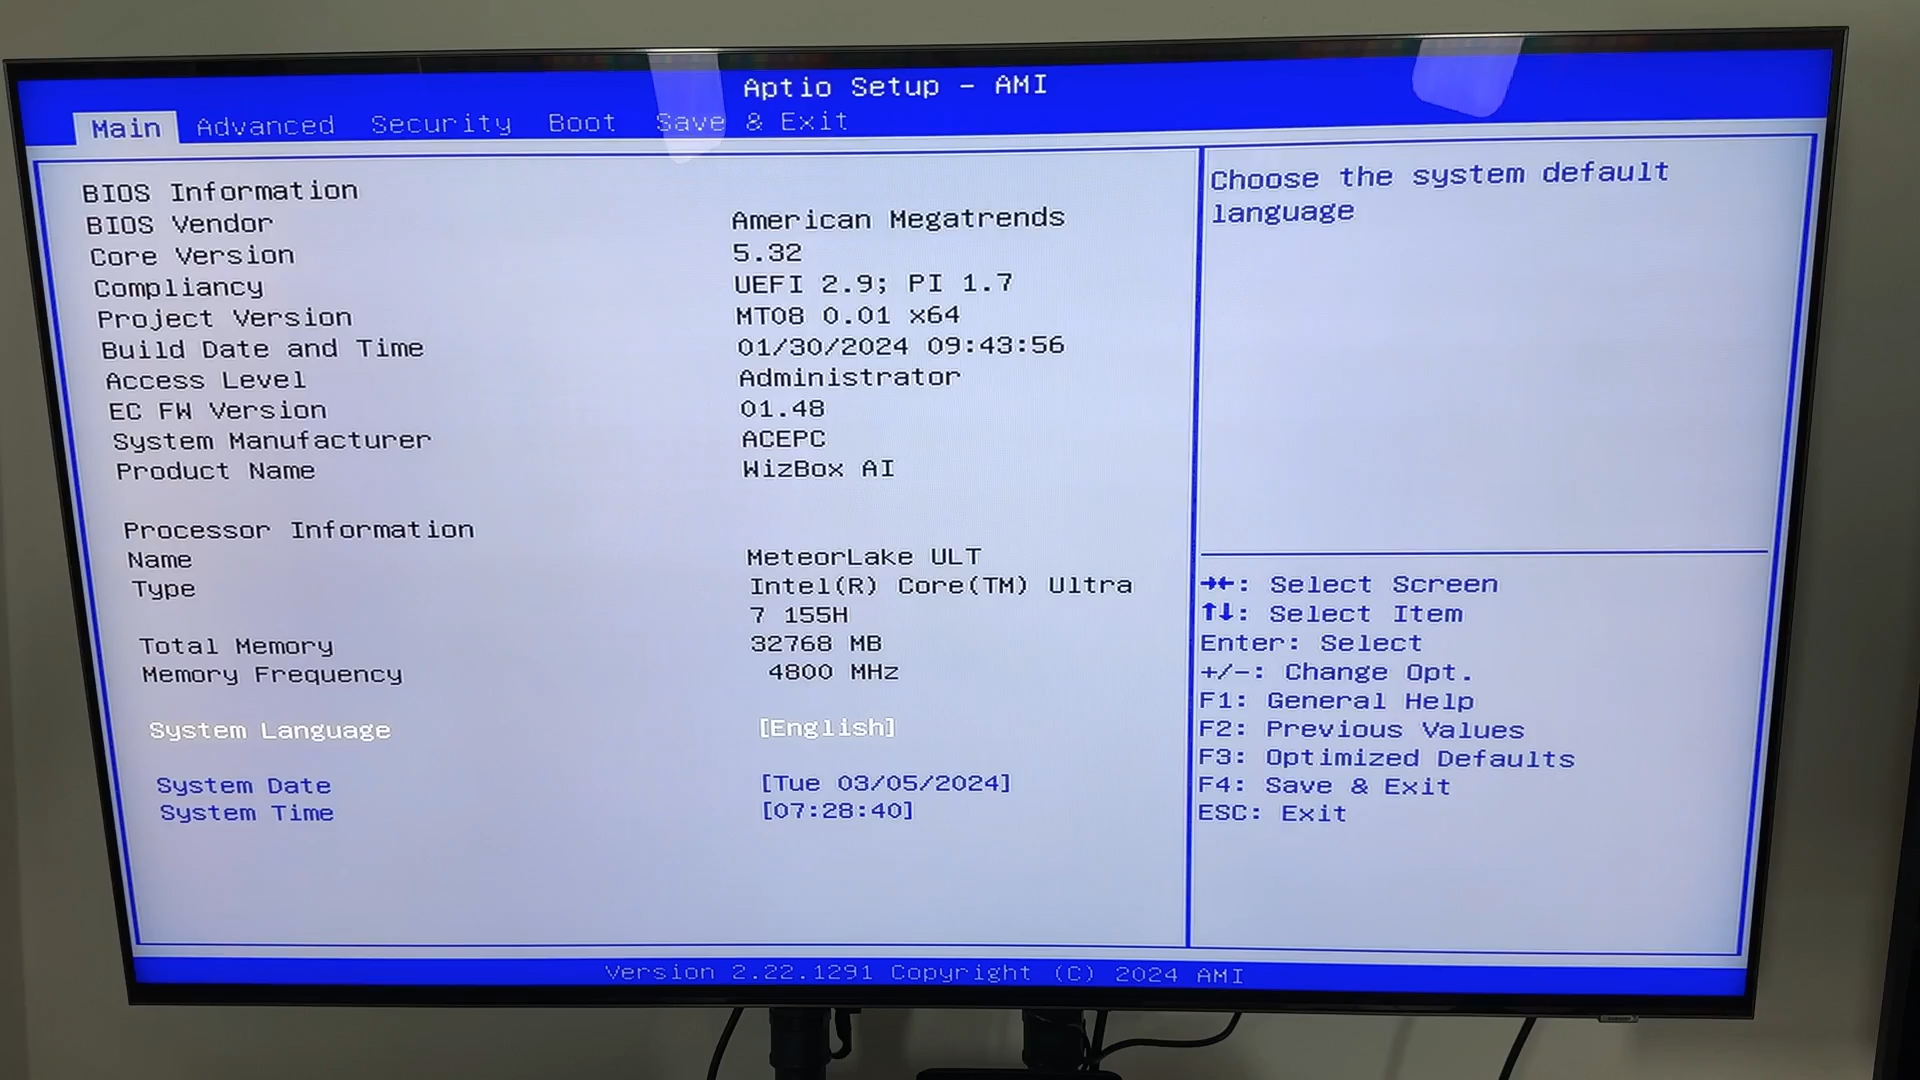 Aptio Setup - AMI
Main Advanced Security Boot Save & Exit
BIOS Information
BIOS Vendor American Megatrends
Core Version 5.32
Compliancy UEFI 2.9; PI 1.7
Project Version MT08 0.01 x64
Build Date and Time 01/30/2024 09:43:56
Access Level Administrator
EC FW Version 01.48
System Manufacturer ACEPC
Product Name WizBox AI
Processor Information
Name MeteorLake ULT
Type Intel(R) Core(TM) Ultra
7 155H
Total Memory 32768 MB
Memory Frequency 4800 MHz
System Language [English]
System Date [Tue 03/05/2024]
System Time [07:28:40]
Choose the system default
language
→←: Select Screen
↑↓: Select Item
Enter: Select
+/-: Change Opt.
F1: General Help
F2: Previous Values
F3: Optimized Defaults
F4: Save & Exit
ESC: Exit
Version 2.22.1291 Copyright (C) 2024 AMI